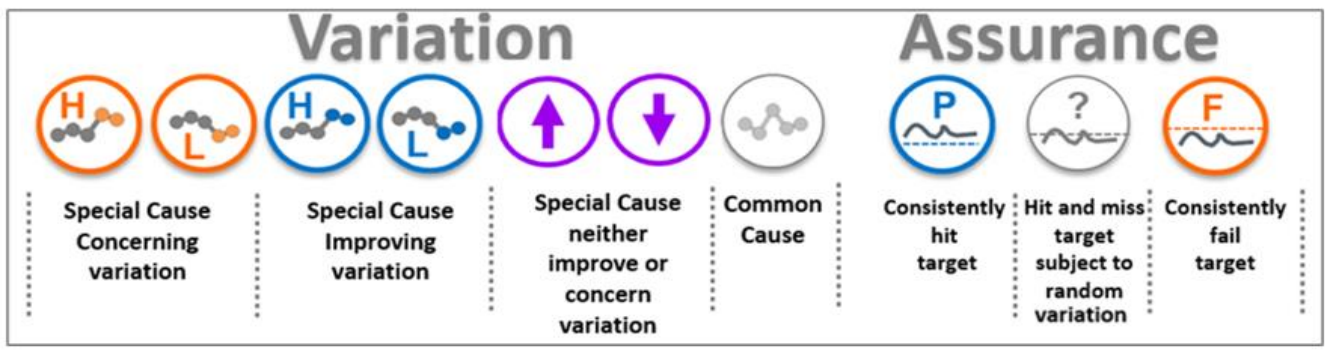 Variation
Assurance
H
L
H
L
P
?
F
Special Cause
Concerning
variation
Special Cause
Improving
variation
Special Cause
neither
improve or
concern
variation
Common
Cause
Consistently
hit
target
Hit and miss
target
subject to
random
variation
Consistently
fail
target